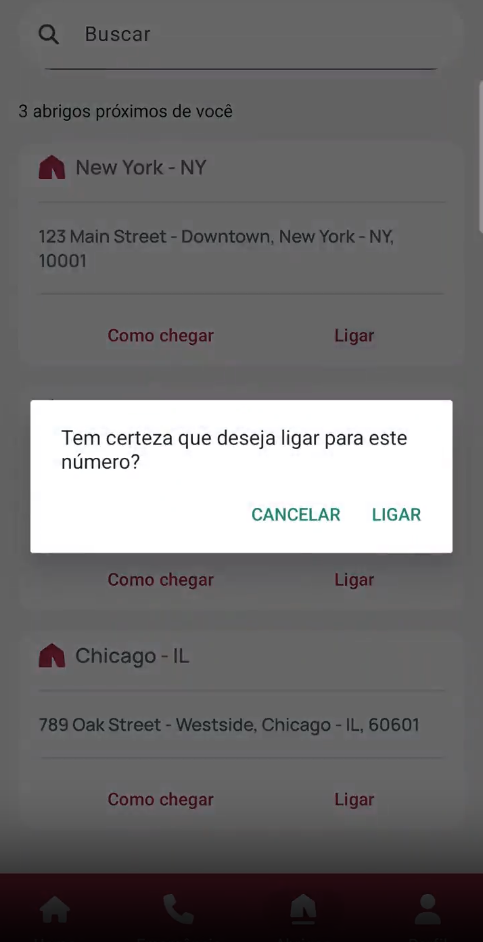 Buscar
3 abrigos próximos de você
New York - NY
123 Main Street - Downtown, New York - NY,
10001
Como chegar Ligar
Tem certeza que deseja ligar para este
número?
CANCELAR LIGAR
Como chegar Ligar
Chicago - IL
789 Oak Street - Westside, Chicago - IL, 60601
Como chegar Ligar